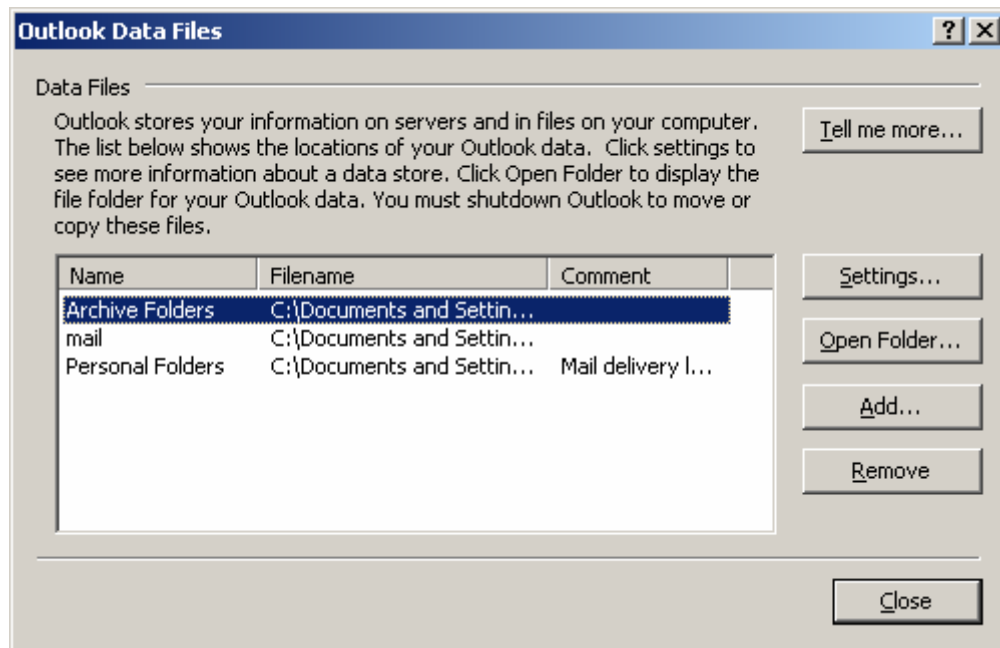 Outlook Data Files
Data Files
Outlook stores your information on servers and in files on your computer.
The list below shows the locations of your Outlook data.  Click settings to
see more information about a data store. Click Open Folder to display the
file folder for your Outlook data. You must shutdown Outlook to move or
copy these files.
Tell me more...
Name Filename Comment
Archive Folders C:\Documents and Settin...
mail C:\Documents and Settin...
Personal Folders C:\Documents and Settin... Mail delivery l...
Settings...
Open Folder...
Add...
Remove
Close